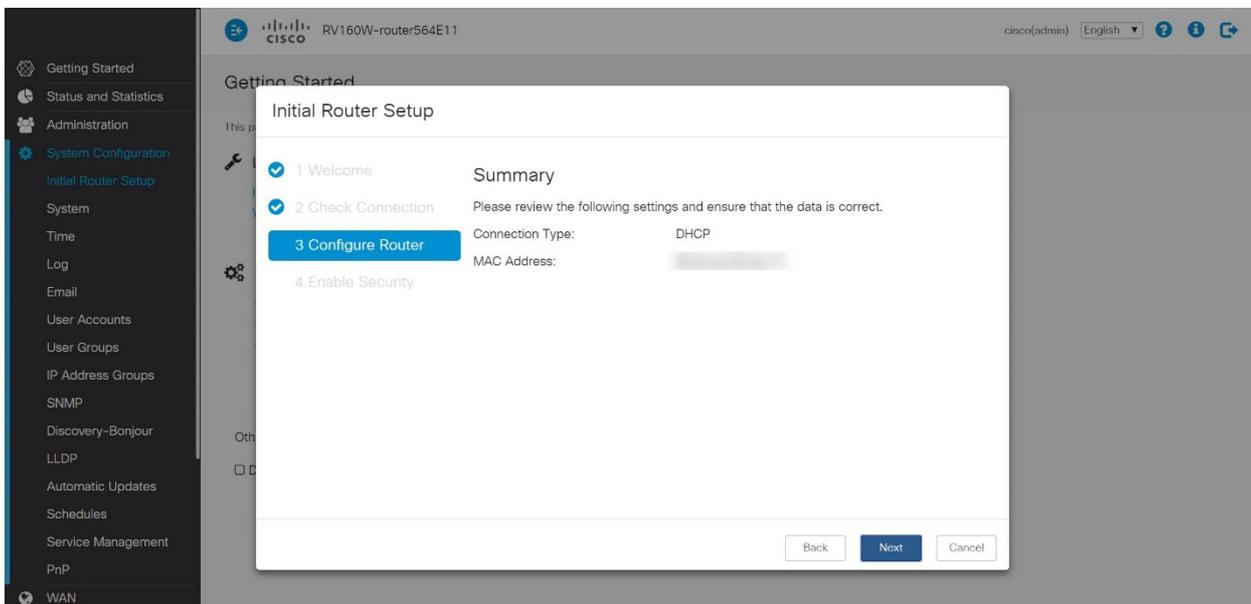 CISCO RV160W-router564E11
cisco(admin) English
Getting Started
Status and Statistics
Administration
System Configuration
Initial Router Setup
System
Time
Log
Email
User Accounts
User Groups
IP Address Groups
SNMP
Discovery-Bonjour
LLDP
Automatic Updates
Schedules
Service Management
PnP
WAN
Getting Started
This p
Oth
Initial Router Setup
1 Welcome
2 Check Connection
3 Configure Router
4 Enable Security
Summary
Please review the following settings and ensure that the data is correct.
Connection Type: DHCP
MAC Address:
Back Next Cancel